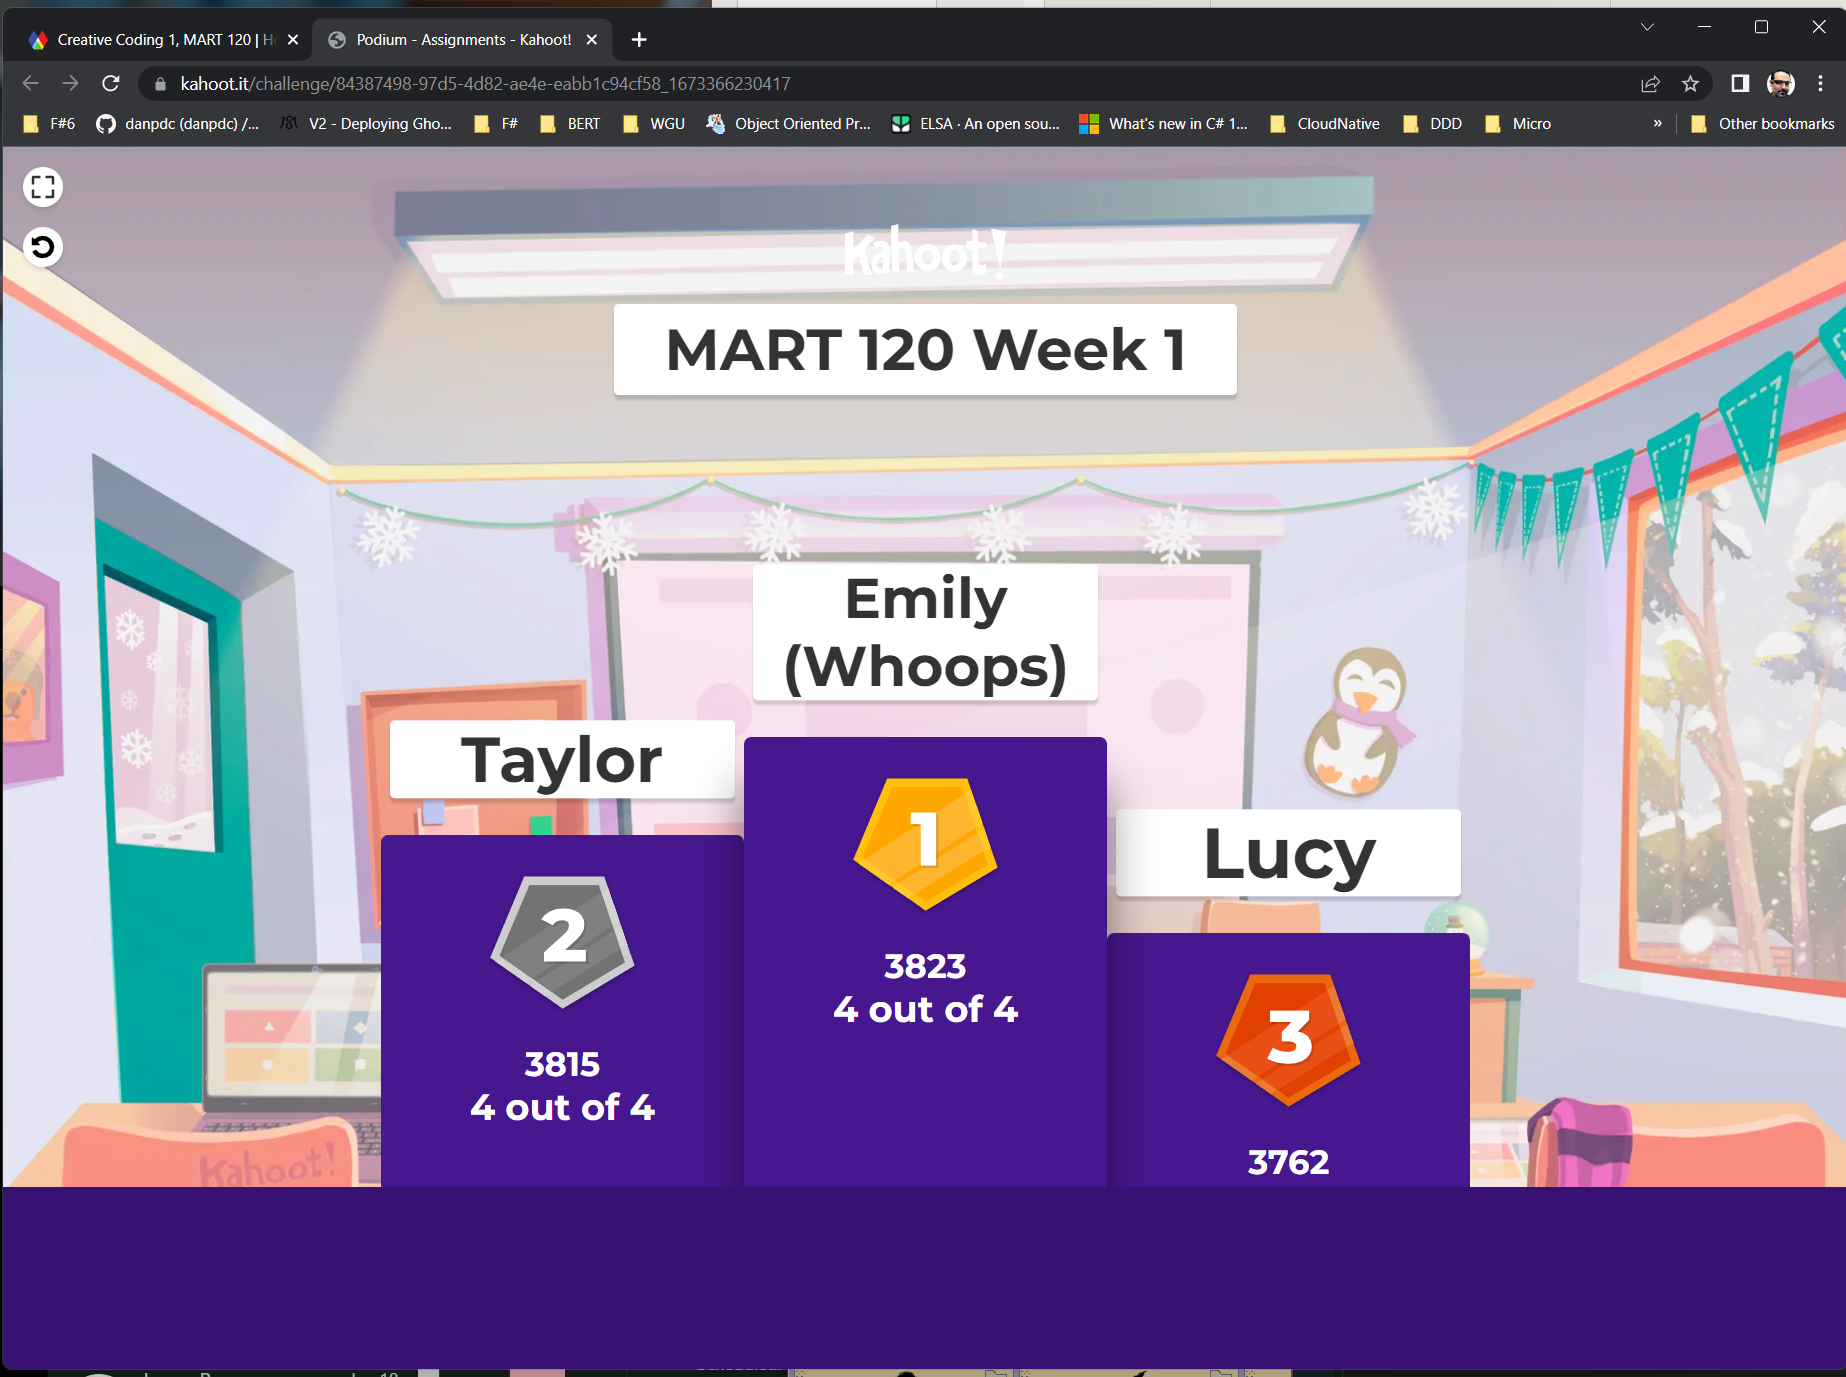 Creative Coding 1, MART 120 | H
Podium - Assignments - Kahoot!
kahoot.it/challenge/84387498-97d5-4d82-ae4e-eabb1c94cf58_1673366230417
F#6
danpdc (danpdc) /...
V2 - Deploying Gho...
F#
BERT
WGU
Object Oriented Pr...
ELSA · An open sou...
What's new in C# 1...
CloudNative
DDD
Micro
»
Other bookmarks
Kahoot!
MART 120 Week 1
Emily
(Whoops)
Taylor
Lucy
1
3823
4 out of 4
2
3815
4 out of 4
3
3762
Kahoot!